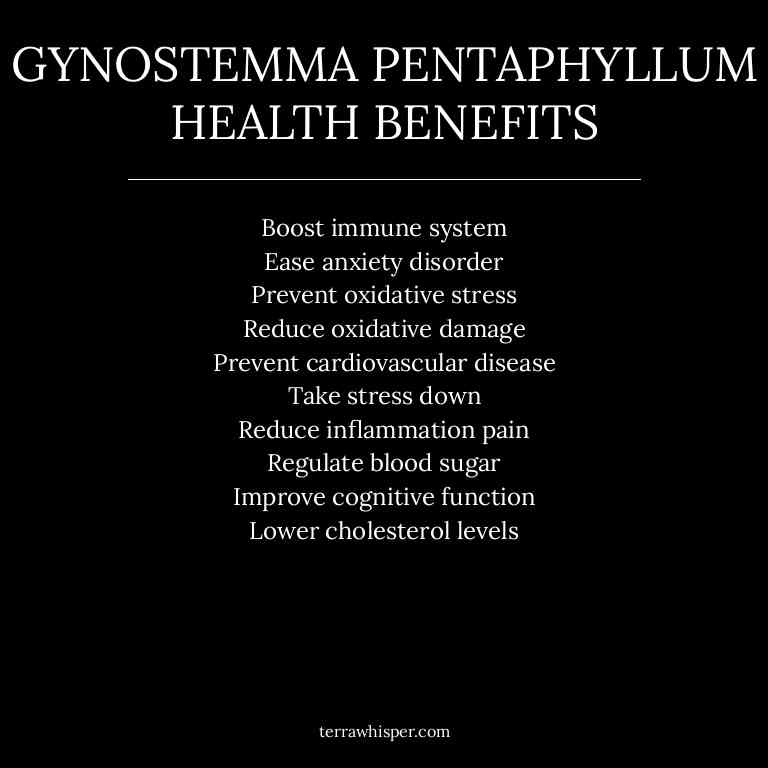 GYNOSTEMMA PENTAPHYLLUM
HEALTH BENEFITS
Boost immune system
Ease anxiety disorder
Prevent oxidative stress
Reduce oxidative damage
Prevent cardiovascular disease
Take stress down
Reduce inflammation pain
Regulate blood sugar
Improve cognitive function
Lower cholesterol levels
terrawhisper.com